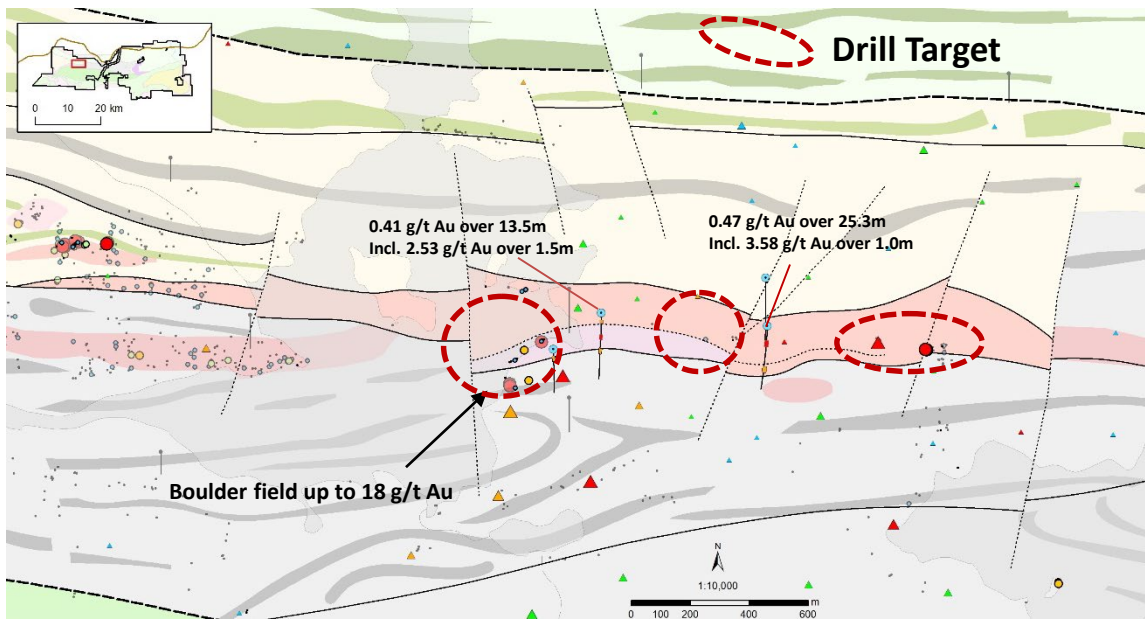 Drill Target
0 10 20 km
0.41 g/t Au over 13.5m
Incl. 2.53 g/t Au over 1.5m
0.47 g/t Au over 25.3m
Incl. 3.58 g/t Au over 1.0m
Boulder field up to 18 g/t Au
N
1:10,000
m
0 200 400 600